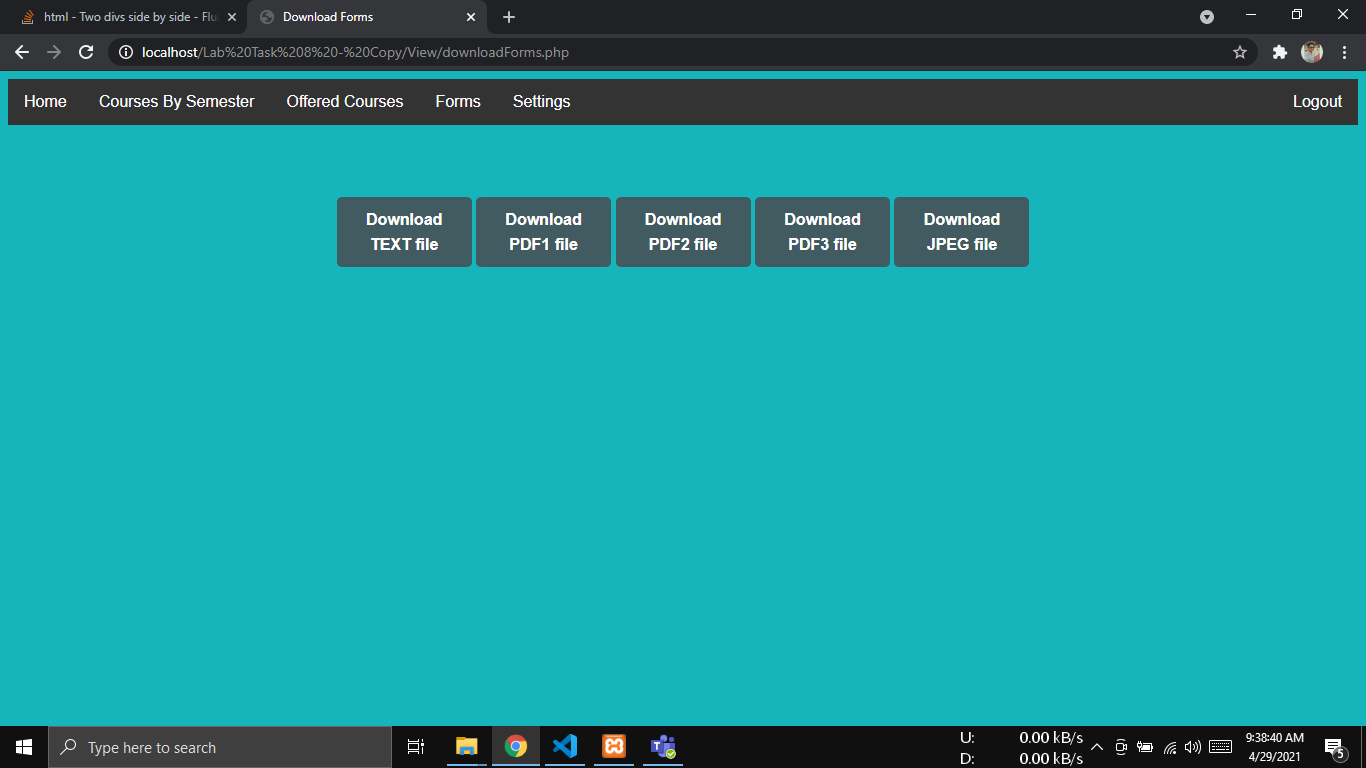 html - Two divs side by side - Flu
Download Forms
localhost/Lab%20Task%208%20-%20Copy/View/downloadForms.php
Home Courses By Semester Offered Courses Forms Settings Logout
Download TEXT file
Download PDF1 file
Download PDF2 file
Download PDF3 file
Download JPEG file
Type here to search
U: 0.00 kB/s
D: 0.00 kB/s
9:38:40 AM
4/29/2021
5